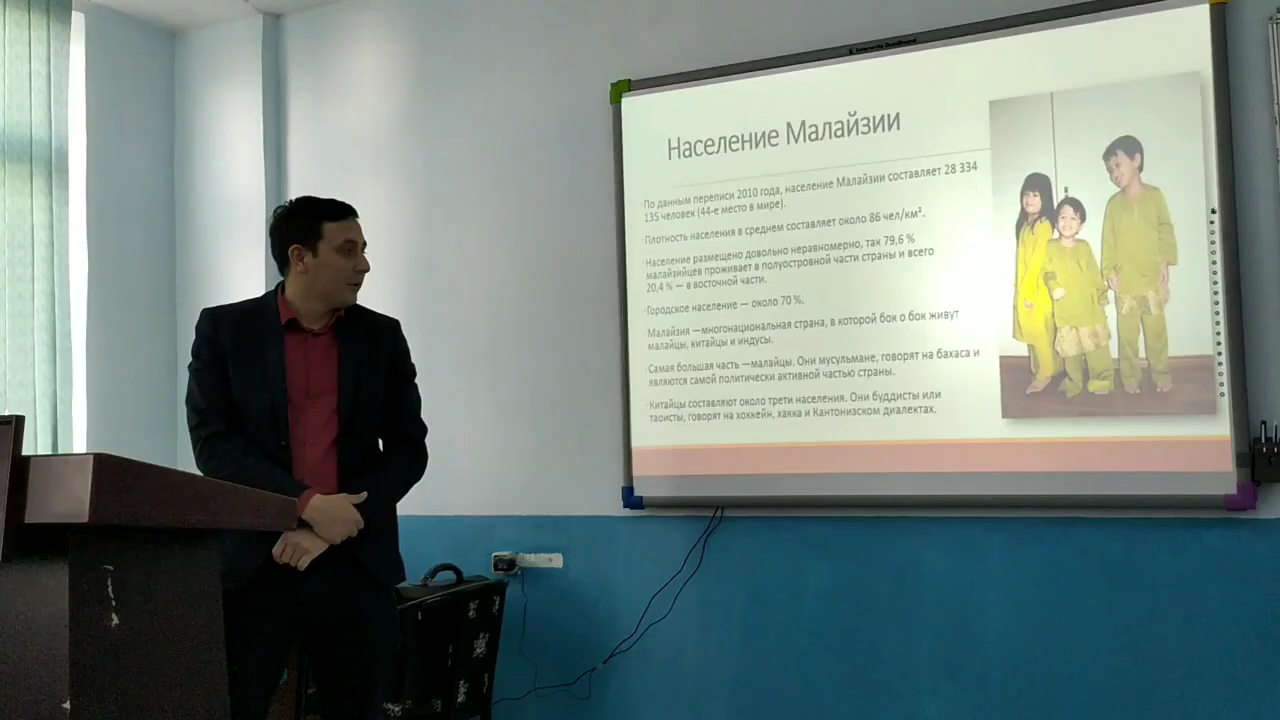 Население Малайзии
По данным переписи 2010 года, население Малайзии составляет 28 334
135 человек (44-е место в мире).
Плотность населения в среднем составляет около 86 чел/км².
Население размещено довольно неравномерно, так 79,6 %
малайзийцев проживает в полуостровной части страны и всего
20,4 % — в восточной части.
Городское население — около 70 %.
Малайзия —многонациональная страна, в которой бок о бок живут
малайцы, китайцы и индусы.
Самая большая часть —малайцы. Они мусульмане, говорят на бахаса и
являются самой политически активной частью страны.
Китайцы составляют около трети населения. Они буддисты или
таоисты, говорят на хоккейн, хакка и Кантонизском диалектах.